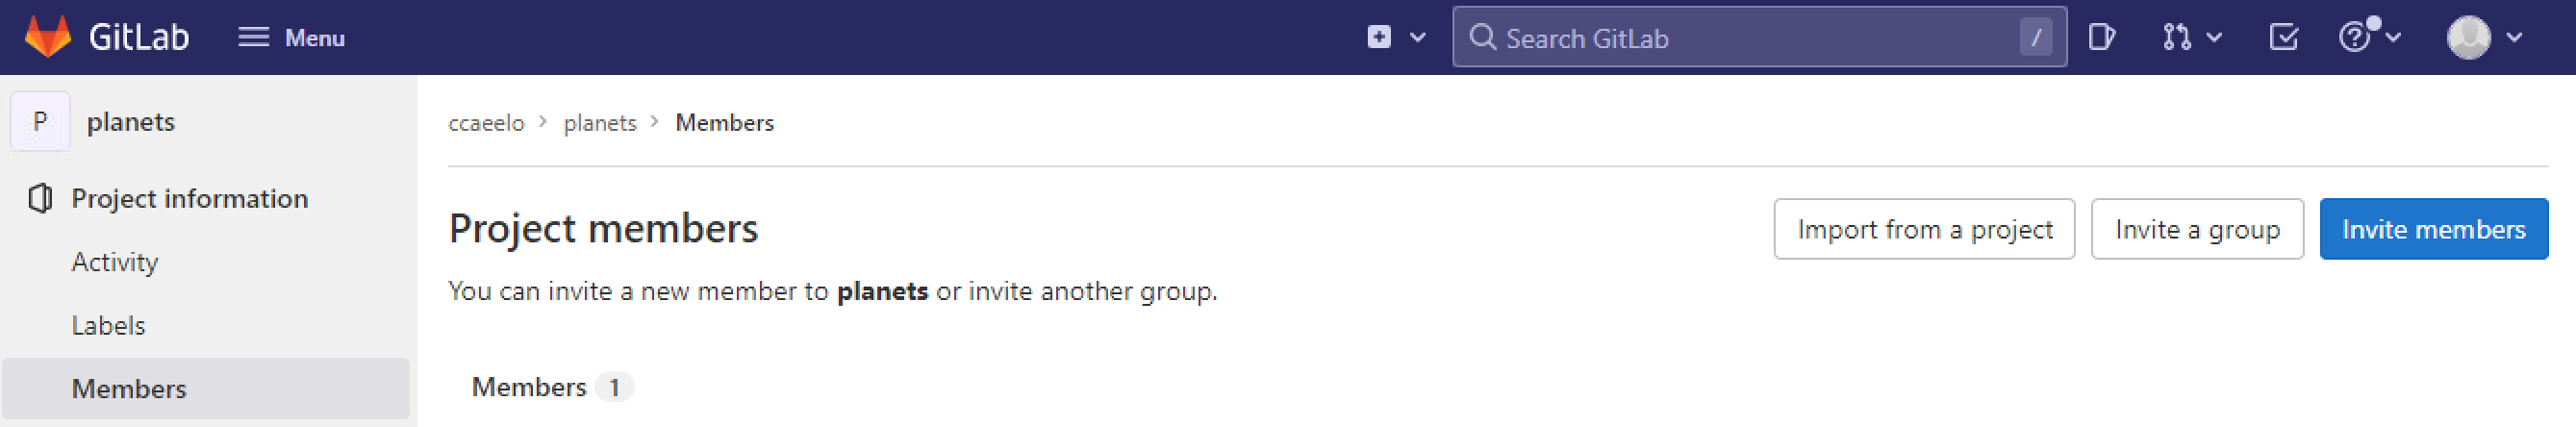 GitLab Menu Search GitLab /
P planets
ccaeelo > planets > Members
Project information
Project members
Import from a project Invite a group Invite members
Activity
You can invite a new member to planets or invite another group.
Labels
Members
Members 1